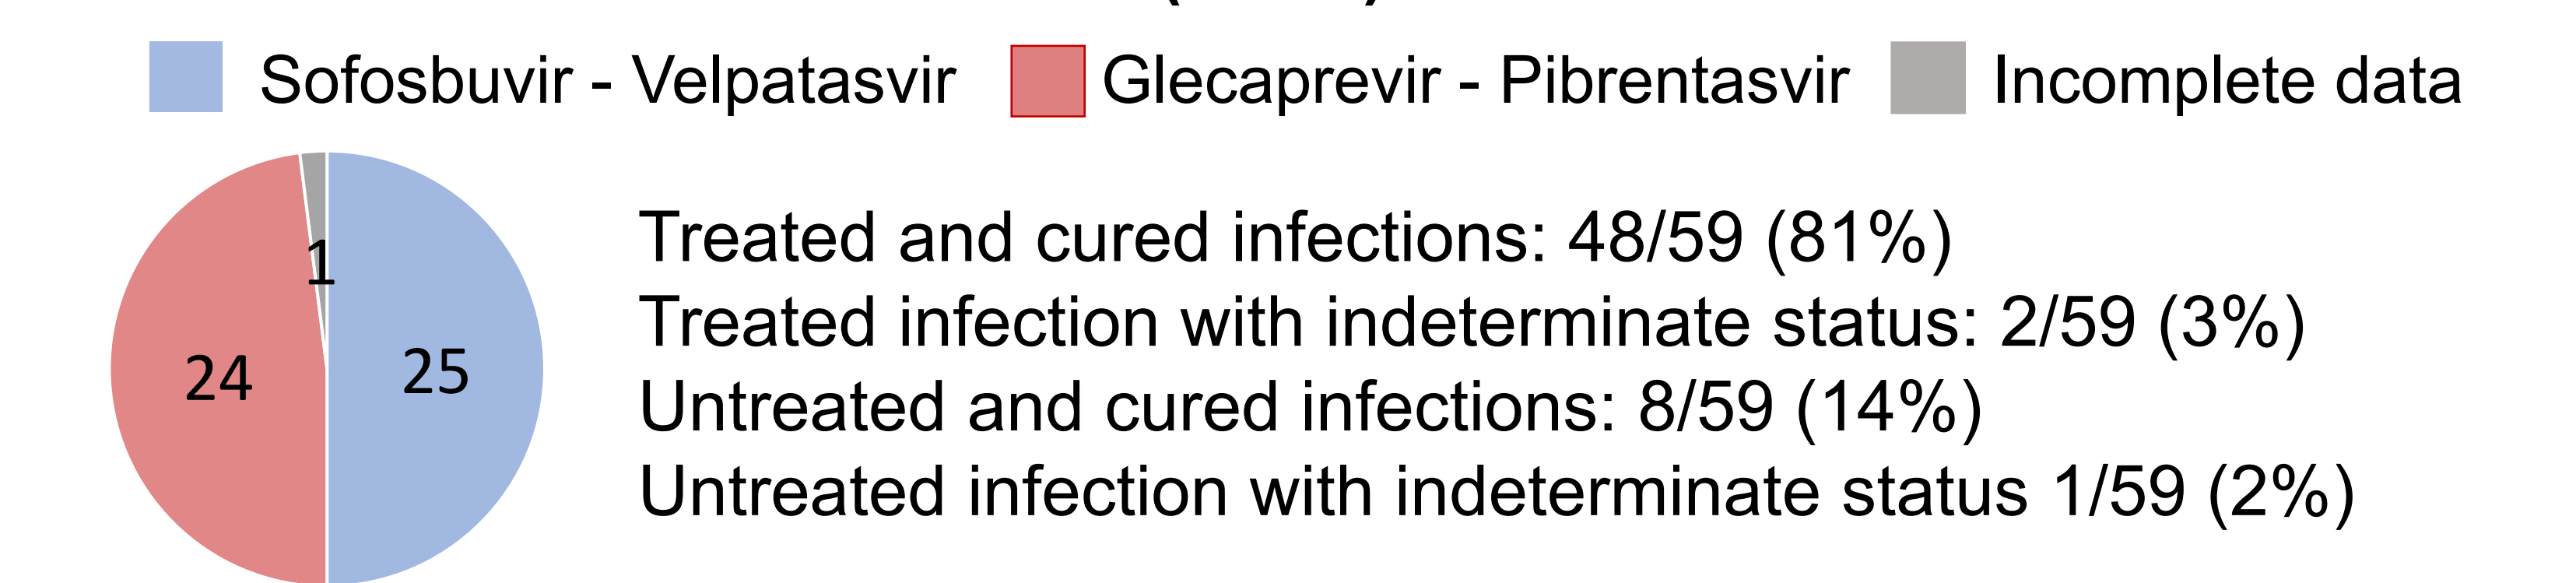 Sofosbuvir - Velpatasvir Glecaprevir - Pibrentasvir Incomplete data
1
24
25
Treated and cured infections: 48/59 (81%)
Treated infection with indeterminate status: 2/59 (3%)
Untreated and cured infections: 8/59 (14%)
Untreated infection with indeterminate status 1/59 (2%)